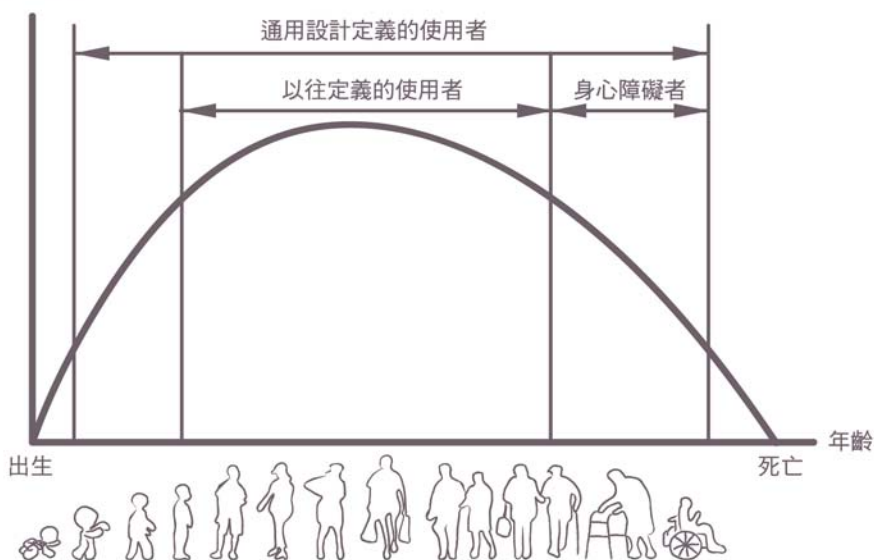 通用設計定義的使用者
以往定義的使用者
身心障礙者
年齡
出生
死亡